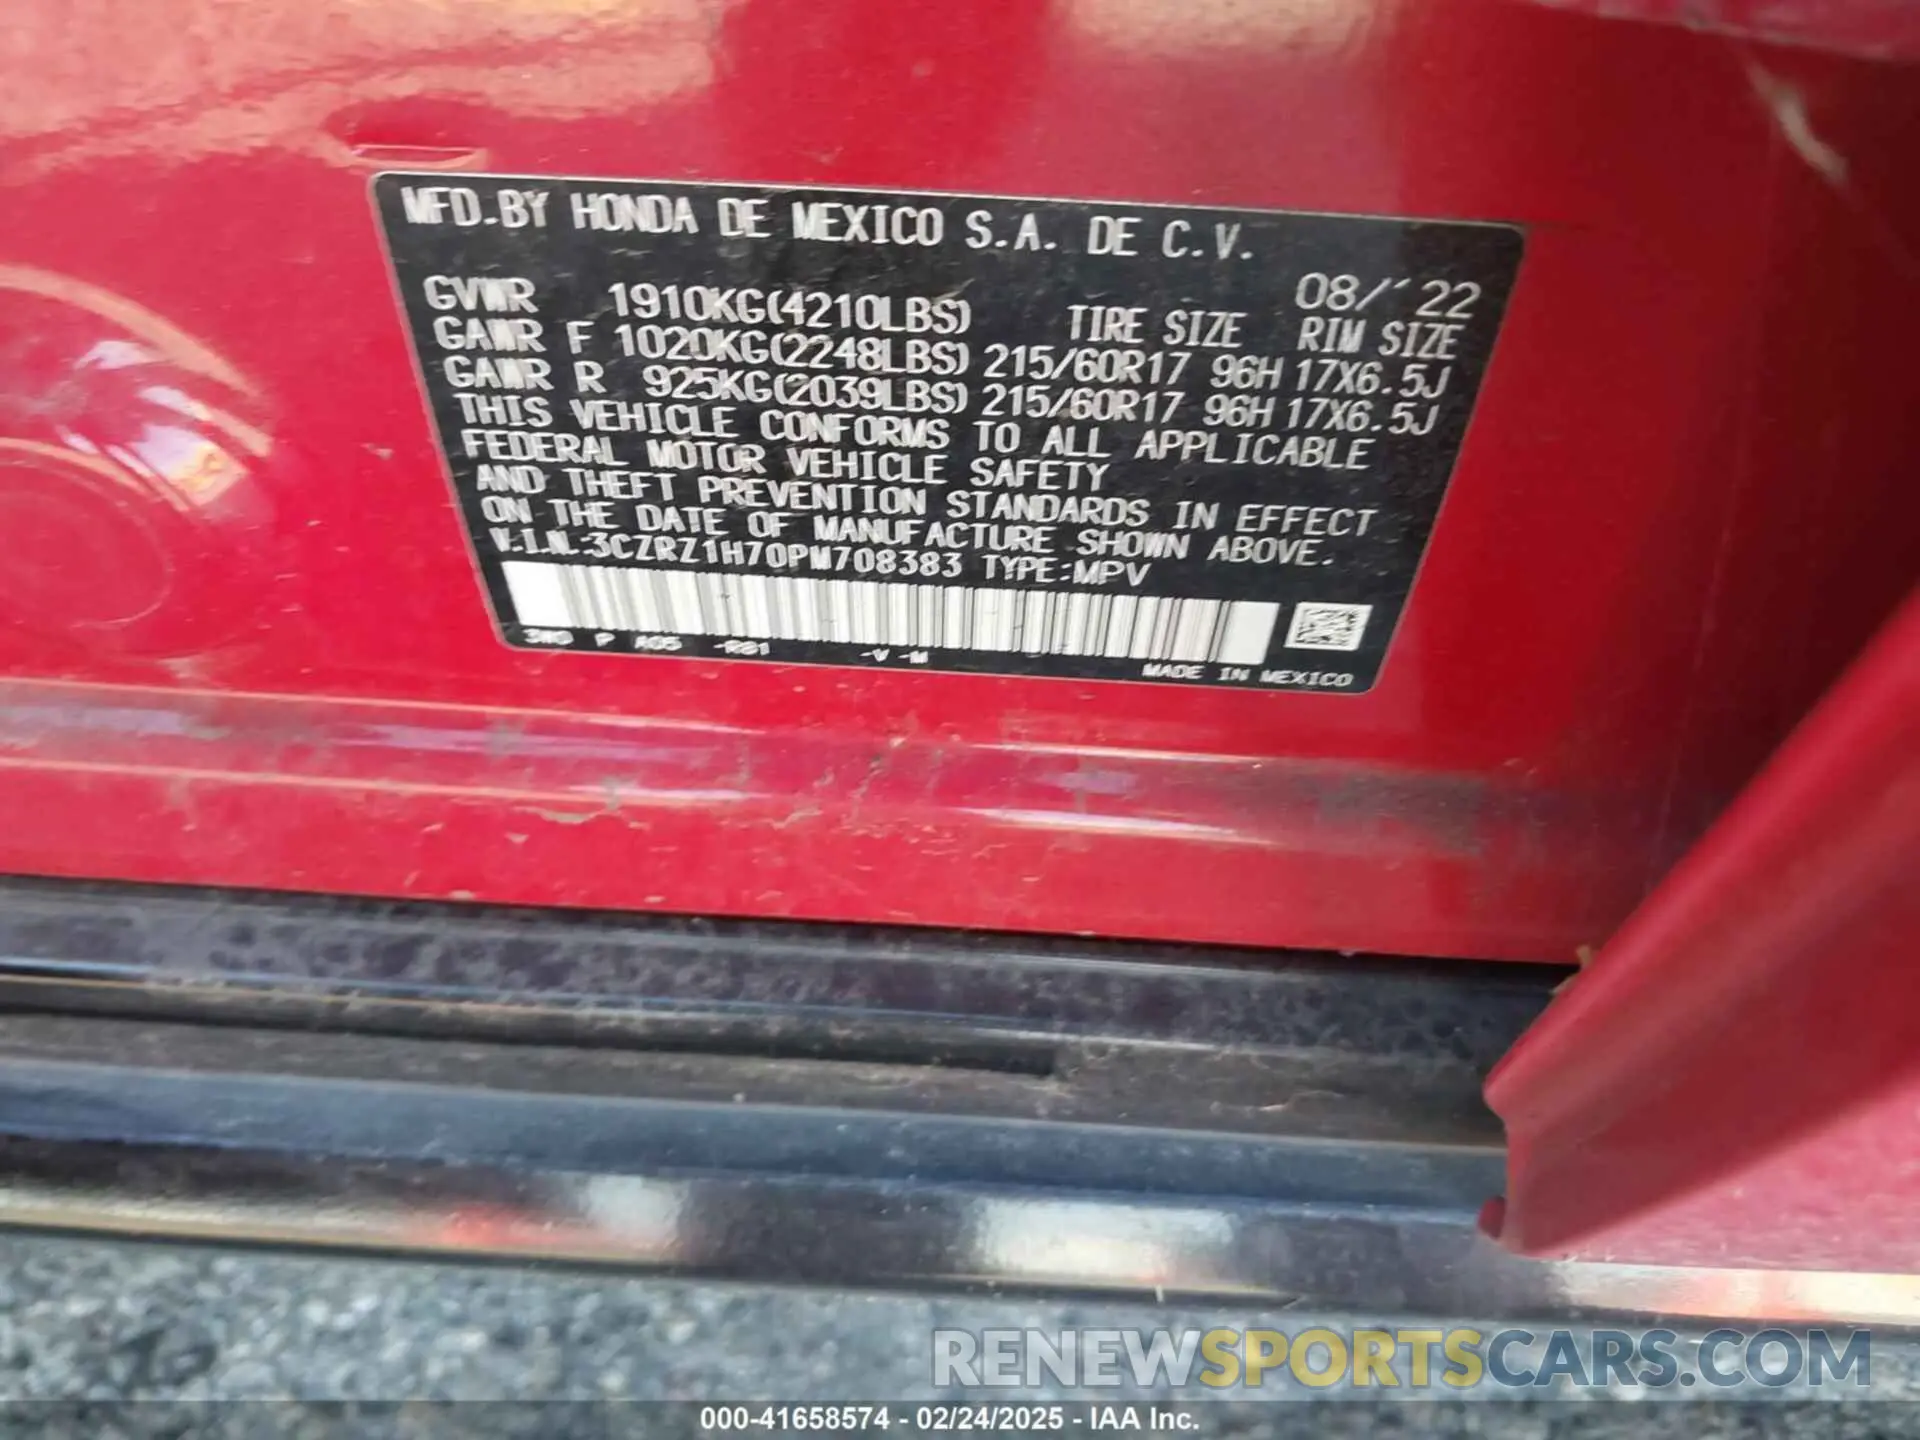 MFD.BY HONDA DE MEXICO S.A. DE C.V.
08/'22
GVWR 1910KG(4210LBS) TIRE SIZE RIM SIZE
GAWR F 1020KG(2248LBS) 215/60R17 96H 17X6.5J
GAWR R 925KG(2039LBS) 215/60R17 96H 17X6.5J
THIS VEHICLE CONFORMS TO ALL APPLICABLE
FEDERAL MOTOR VEHICLE SAFETY
AND THEFT PREVENTION STANDARDS IN EFFECT
ON THE DATE OF MANUFACTURE SHOWN ABOVE.
V.I.N.:3CZRZ1H70PM708383 TYPE:MPV
P R81 -V -M
MADE IN MEXICO
RENEWSPORTSCARS.COM
000-41658574 - 02/24/2025 - IAA Inc.